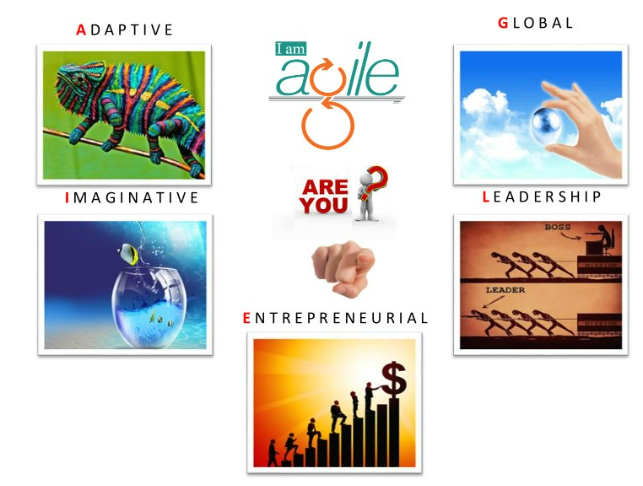 ADAPTIVE
I am
agile
GLOBAL
ARE
YOU ?
IMAGINATIVE
LEADERSHIP
BOSS
LEADER
ENTREPRENEURIAL
$